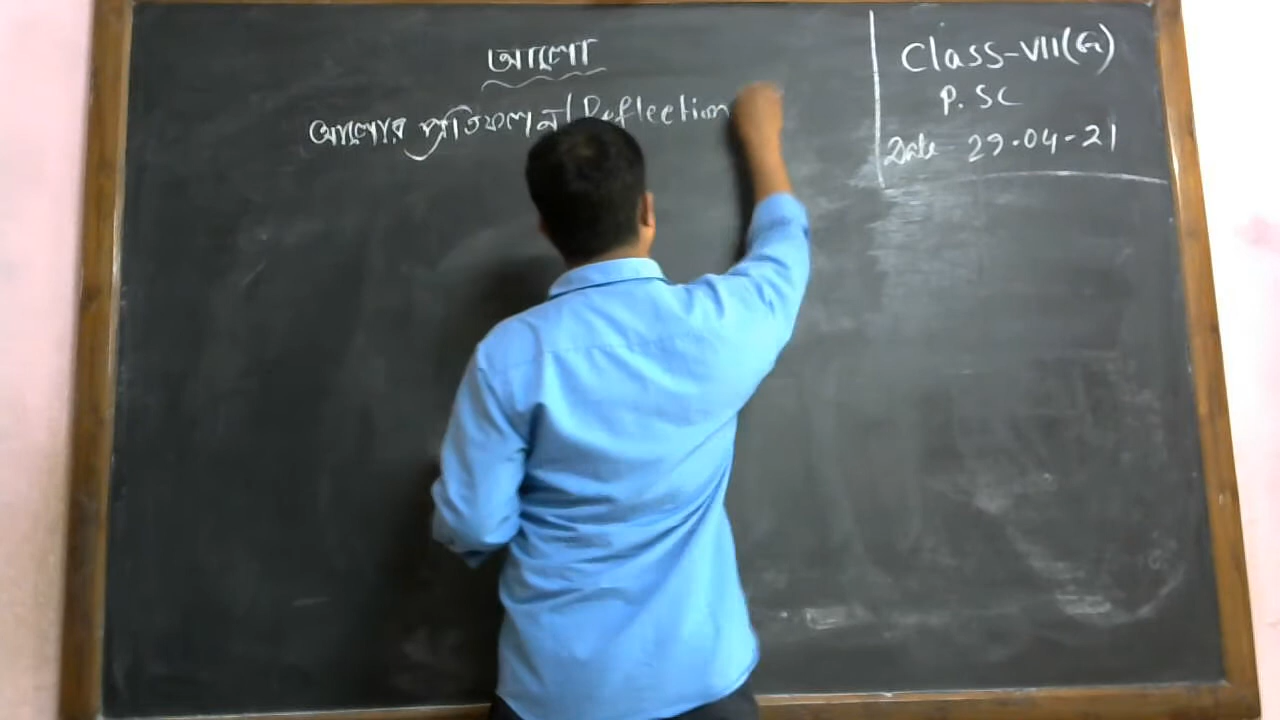 আলো
আলোর প্রতিফলন / Reflection
Class-VII(G)
P. SC
Date 29-04-21